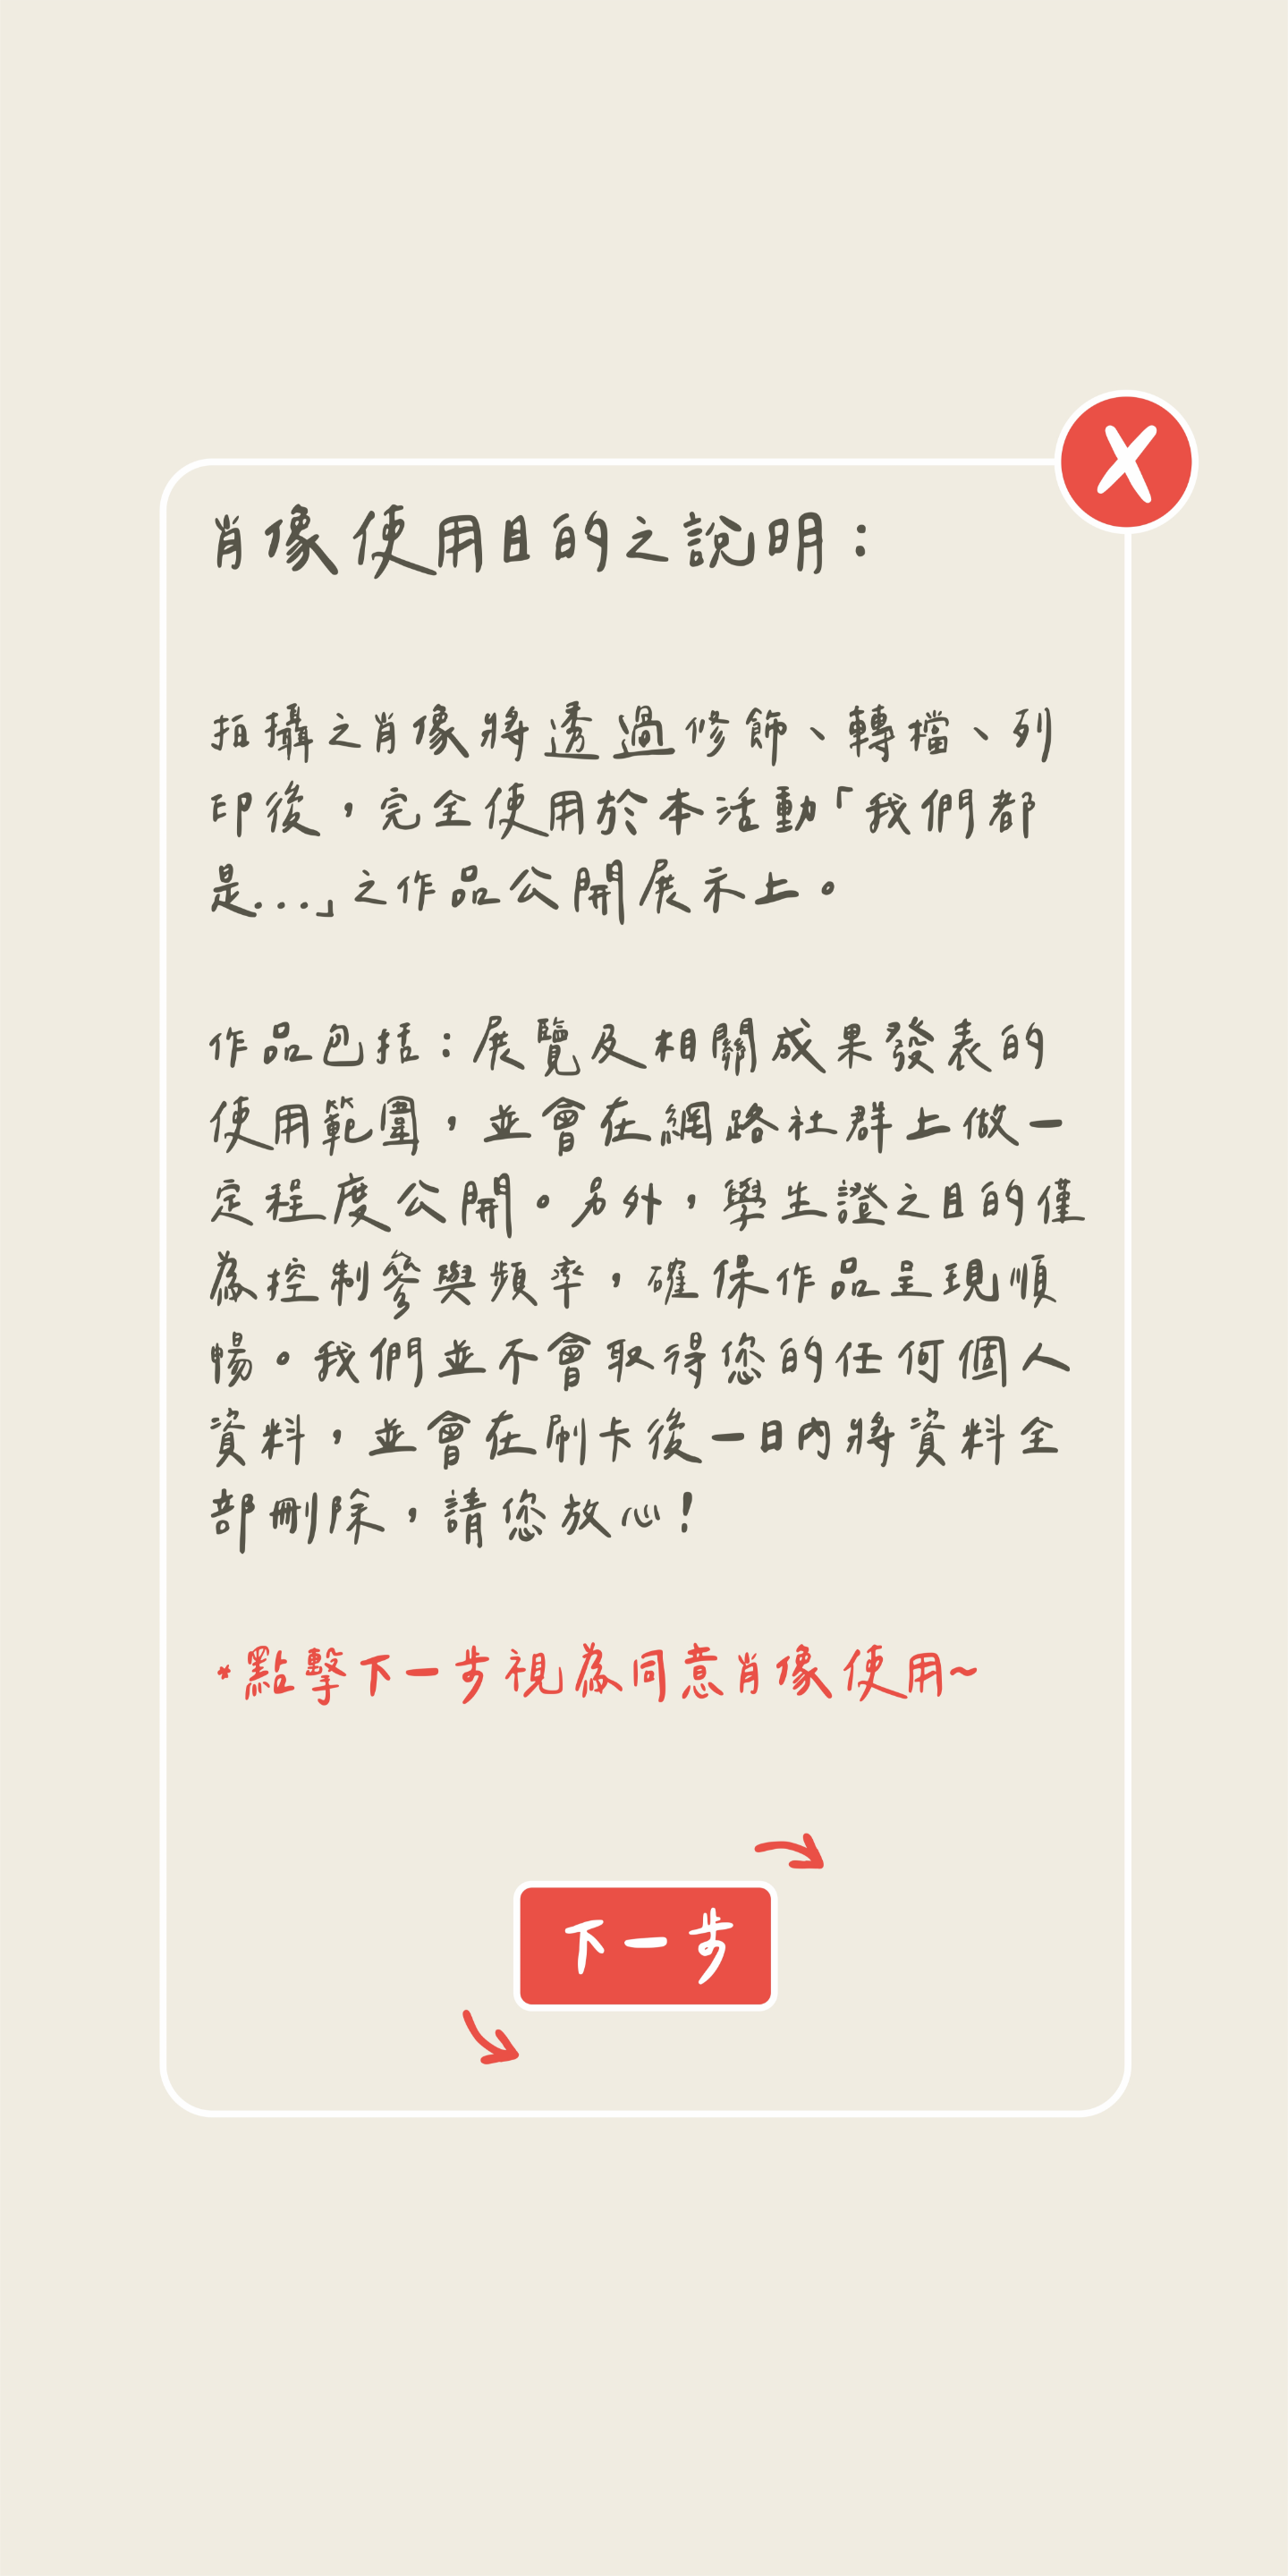 X
肖像使用目的之說明：
拍攝之肖像將透過修飾、轉檔、列
印後，完全使用於本活動「我們都
是...」之作品公開展示上。
作品包括：展覽及相關成果發表的
使用範圍，並會在網路社群上做一
定程度公開。另外，學生證之目的僅
為控制參與頻率，確保作品呈現順
暢。我們並不會取得您的任何個人
資料，並會在刷卡後一日內將資料全
部刪除，請您放心！
*點擊下一步視為同意肖像使用~
下一步